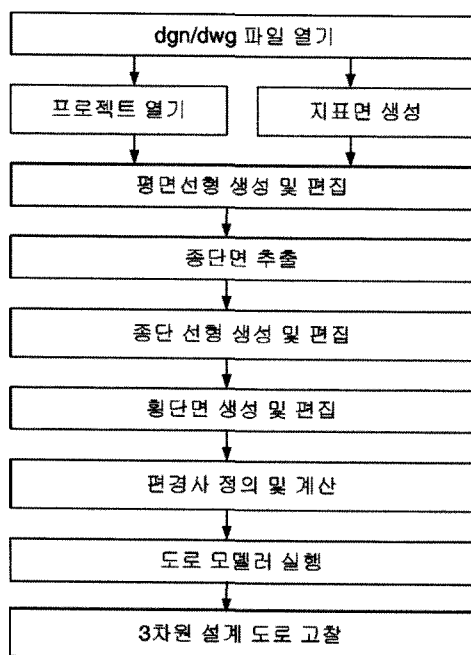 dgn/dwg 파일 열기
프로젝트 열기
지표면 생성
평면선형 생성 및 편집
종단면 추출
종단 선형 생성 및 편집
횡단면 생성 및 편집
편경사 정의 및 계산
도로 모델러 실행
3차원 설계 도로 고찰